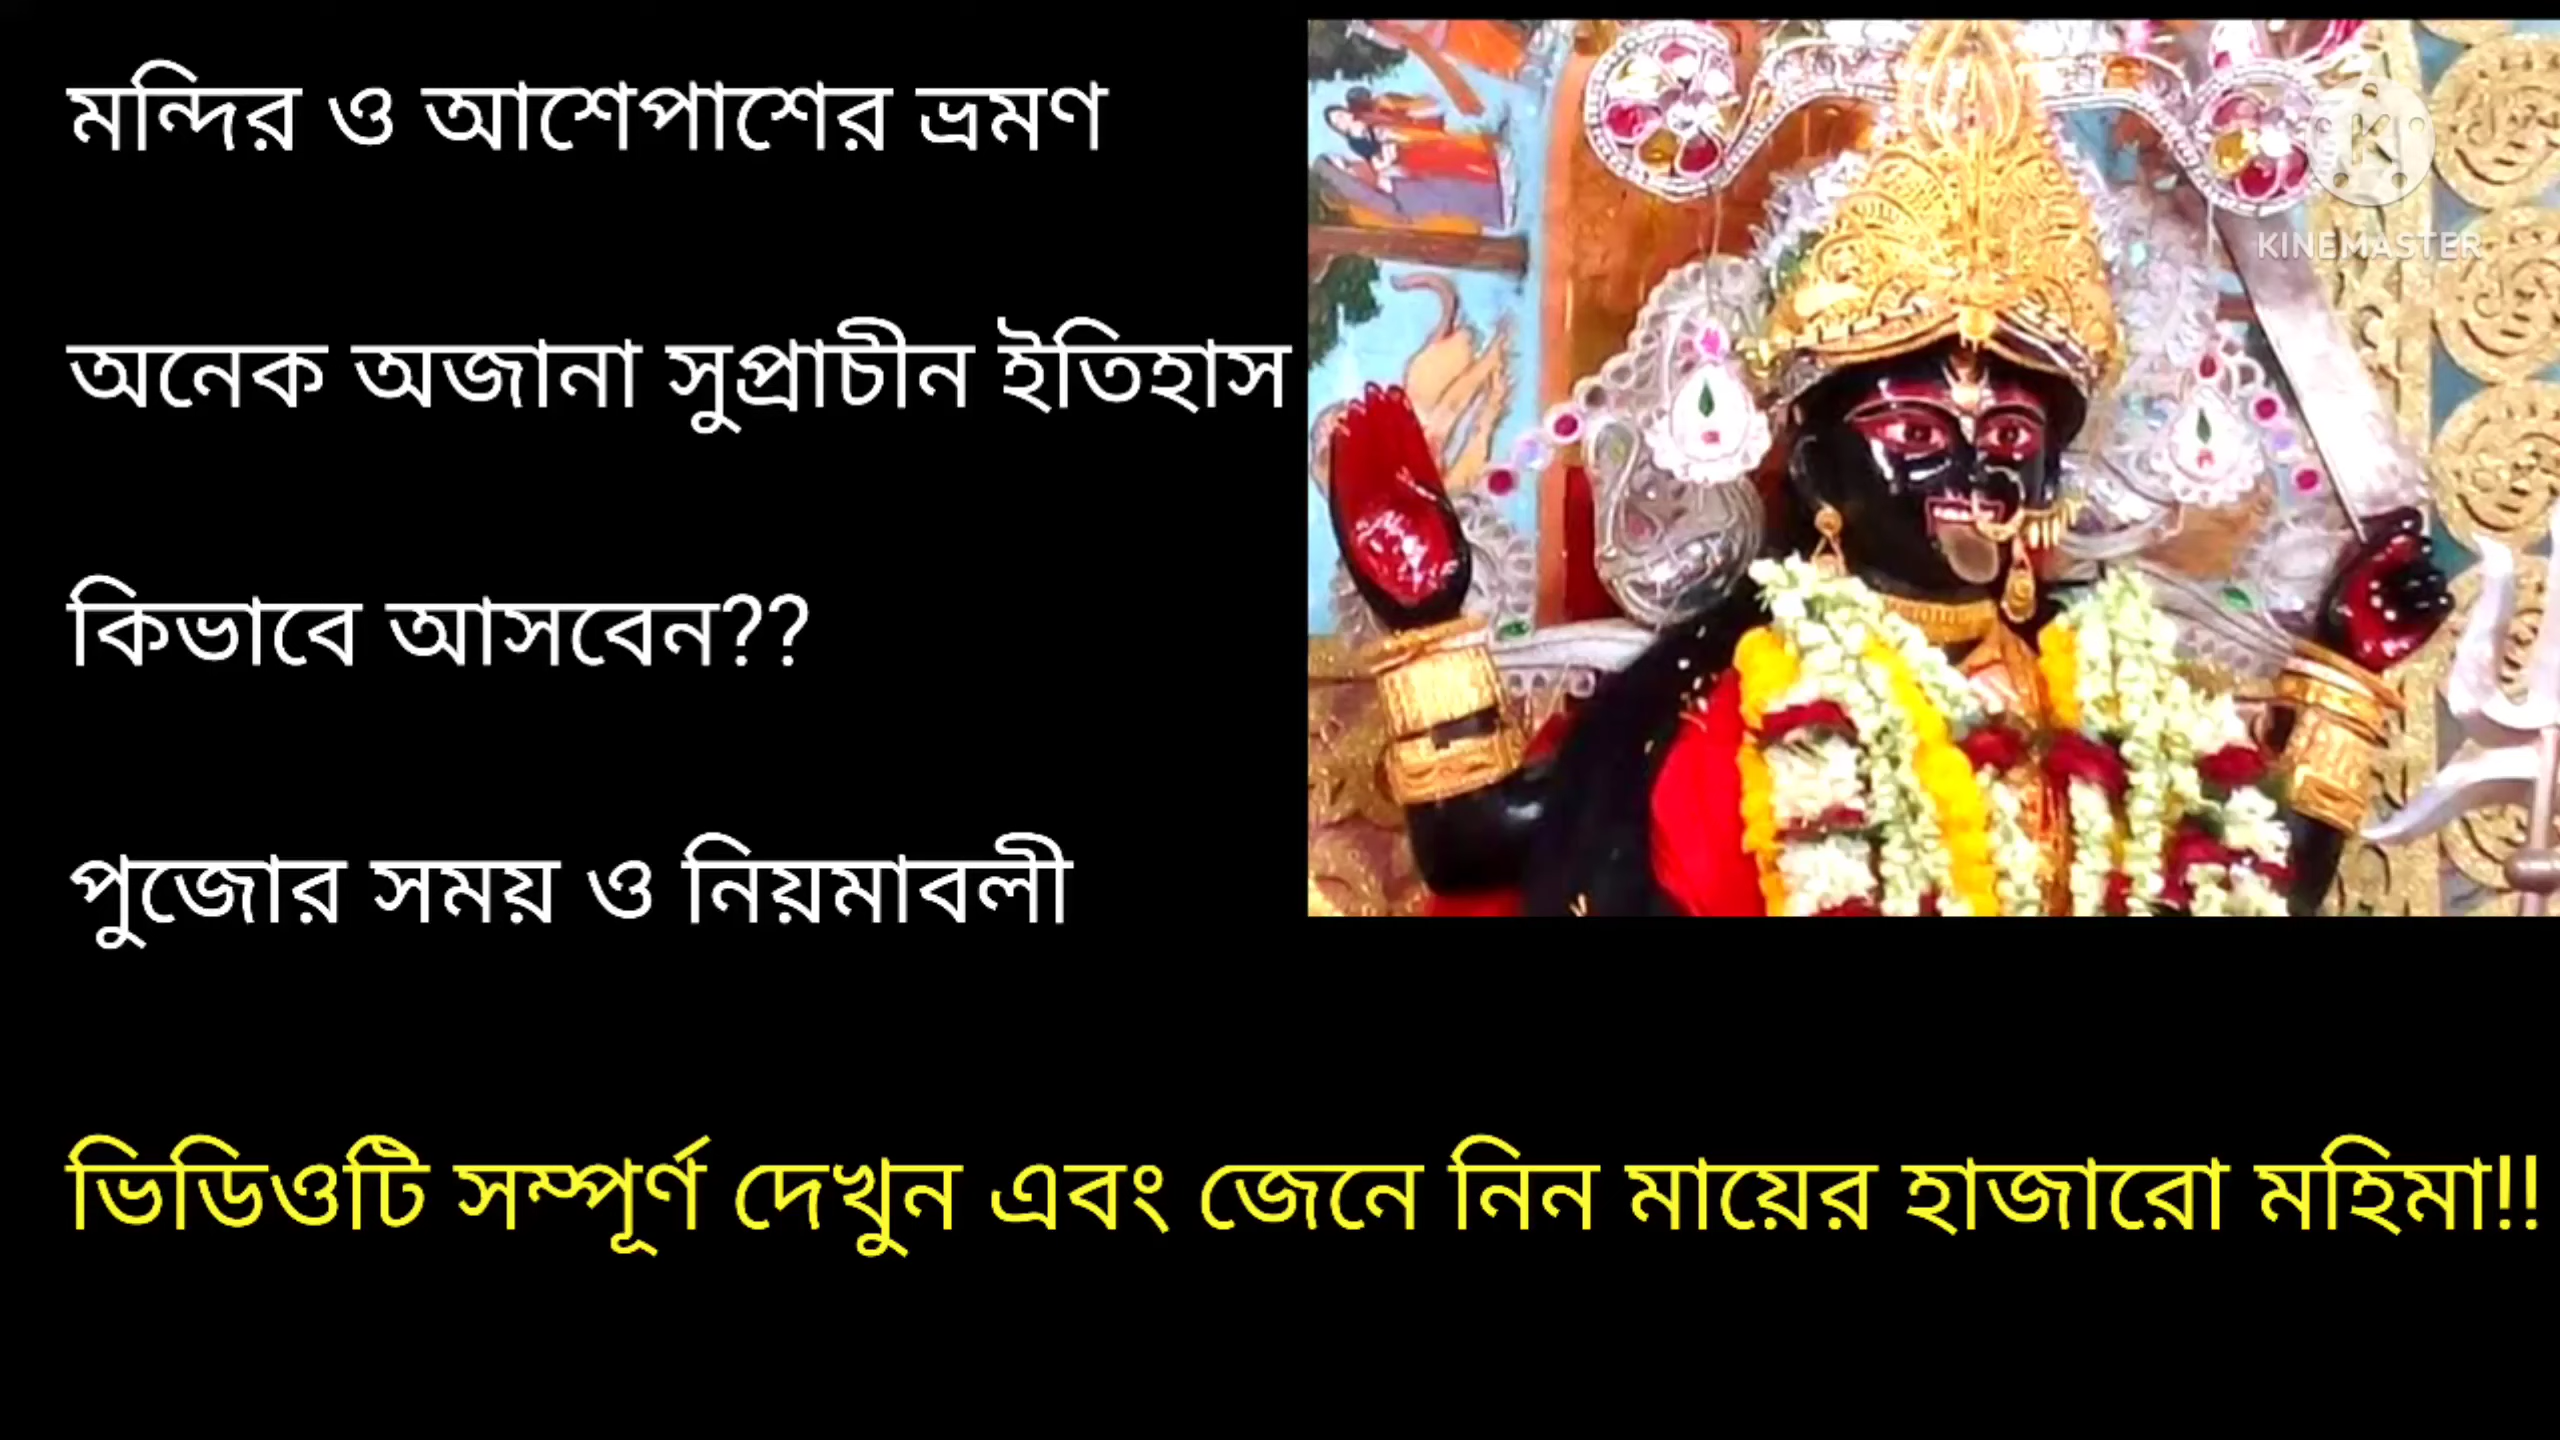 মন্দির ও আশেপাশের ভ্রমণ
অনেক অজানা সুপ্রাচীন ইতিহাস
কিভাবে আসবেন??
পুজোর সময় ও নিয়মাবলী
ভিডিওটি সম্পূর্ণ দেখুন এবং জেনে নিন মায়ের হাজারো মহিমা!!
KINEMASTER